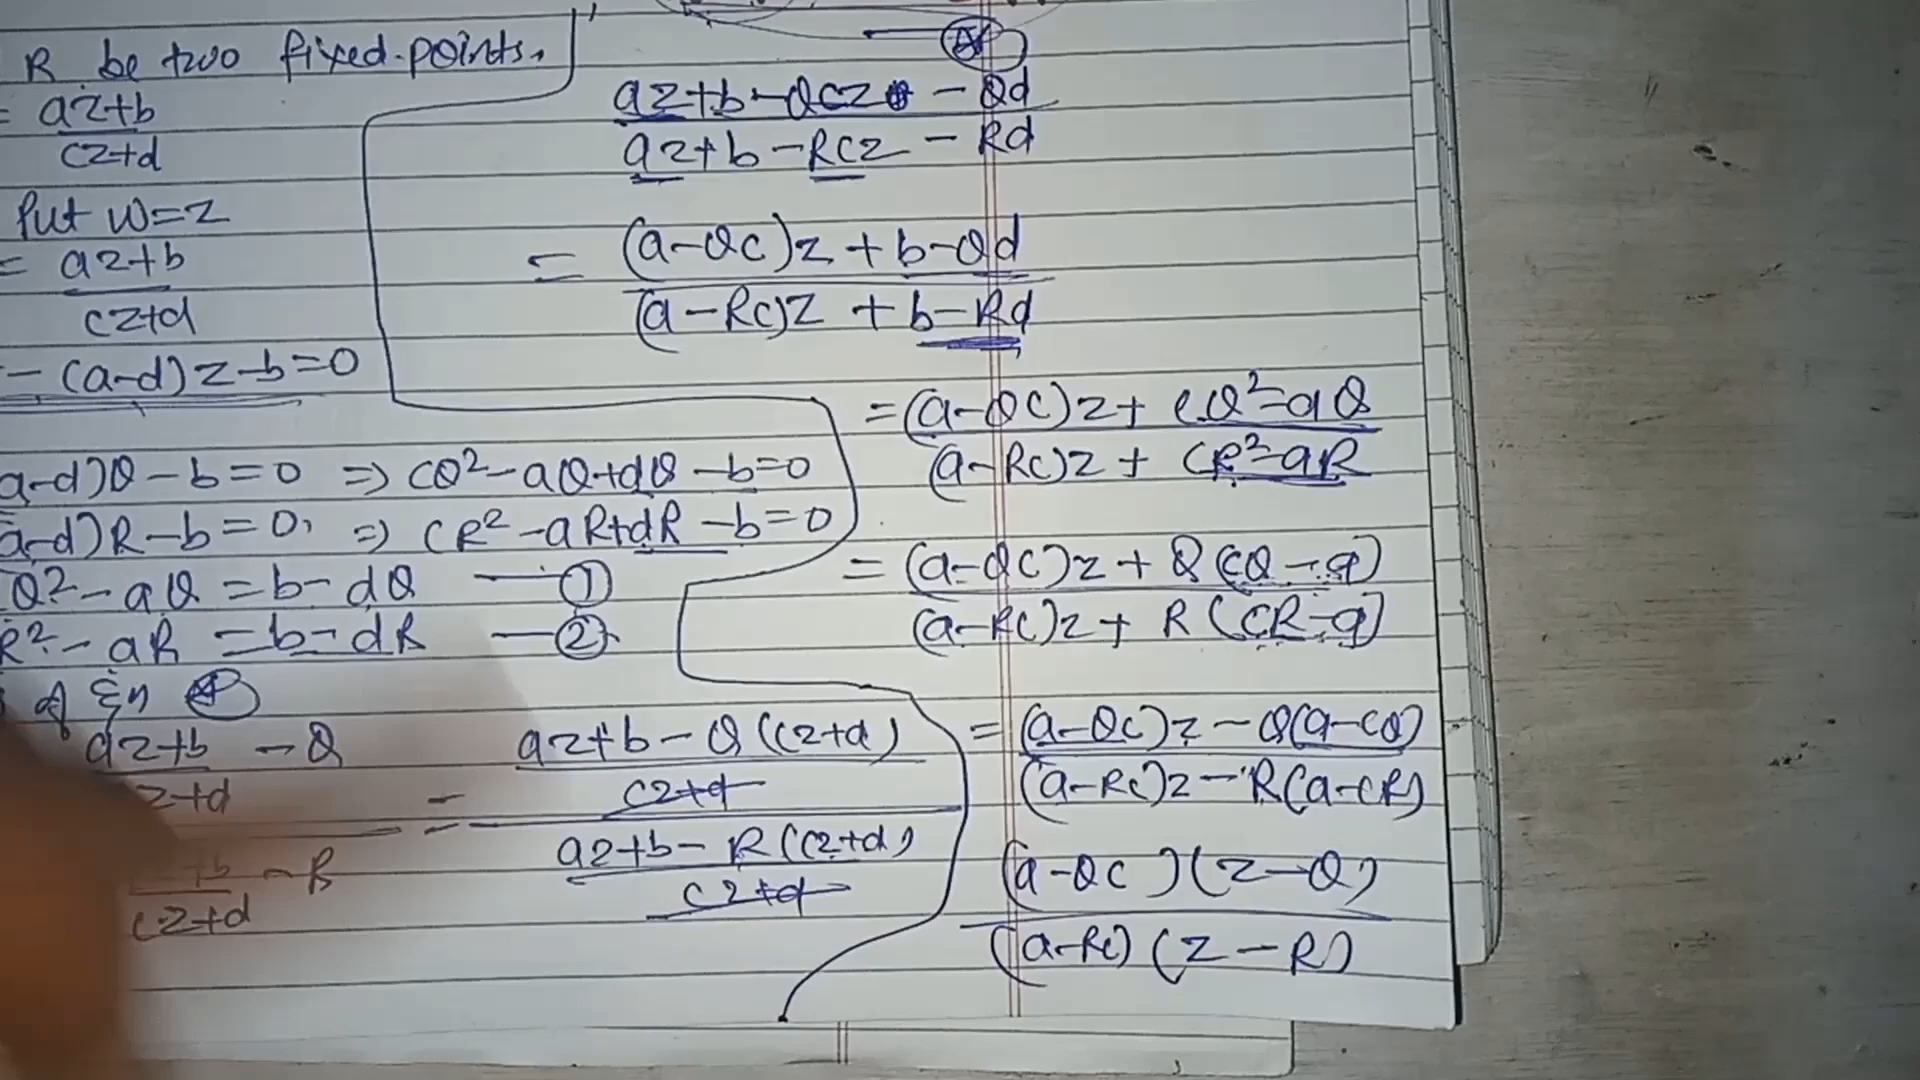 R be two fixed points.
= az+b
cz+d
Put W=z
= az+b
cz+d
- (a-d)z-b=0
a-d)Q-b=0 => cQ²-aQ+dQ-b=0
a-d)R-b=0, => CR²-aR+dR-b=0
Q²-aQ = b-dQ —①
R²-aR = b-dR —②
of Eq
az+b - Q
z+d
+b - R
cz+d
= az+b-Q(cz+d)
cz+d
az+b-R(cz+d)
cz+d
az+b-Qcz - Qd
az+b-Rcz - Rd
= (a-Qc)z+b-Qd
(a-Rc)z+b-Rd
= (a-Qc)z+cQ²-aQ
(a-Rc)z+CR²-aR
= (a-Qc)z+Q(cQ-a)
(a-Rc)z+R(CR-a)
= (a-Qc)z-Q(a-cQ)
(a-Rc)z-R(a-cR)
(a-Qc)(z-Q)
(a-Rc)(z-R)